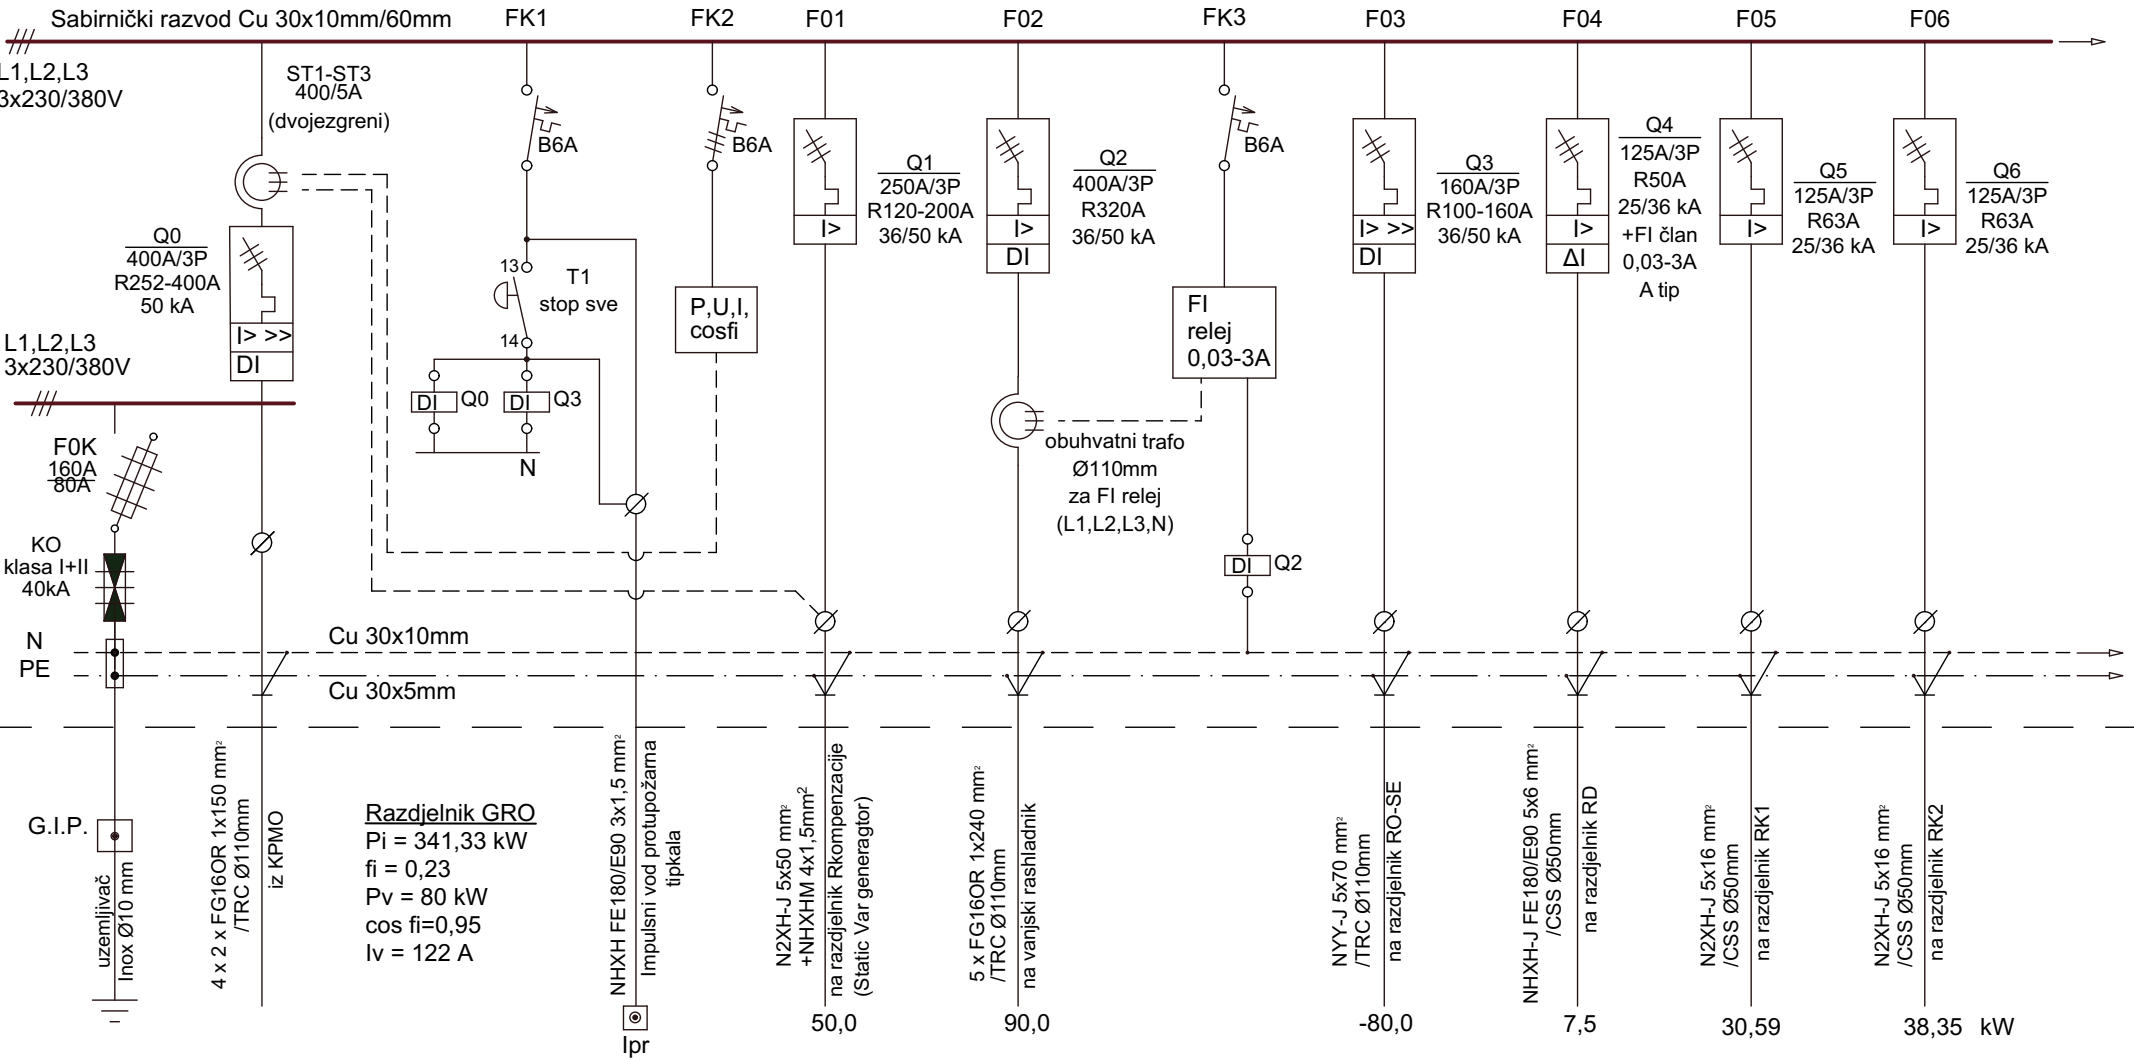 Sabirnički razvod Cu 30x10mm/60mm
FK1
FK2
F01
F02
FK3
F03
F04
F05
F06
L1,L2,L3
3x230/380V
ST1-ST3
400/5A
(dvojezgreni)
B6A
B6A
B6A
Q0
400A/3P
R252-400A
50 kA
I> >>
DI
L1,L2,L3
3x230/380V
13
T1
stop sve
14
DI
Q0
DI
Q3
N
P,U,I,
cosfi
Q1
250A/3P
R120-200A
36/50 kA
I>
Q2
400A/3P
R320A
36/50 kA
I>
DI
FI
relej
0,03-3A
obuhvatni trafo
Ø110mm
za FI relej
(L1,L2,L3,N)
DI
Q2
Q3
160A/3P
R100-160A
36/50 kA
I> >>
DI
Q4
125A/3P
R50A
25/36 kA
+FI član
0,03-3A
A tip
I>
ΔI
Q5
125A/3P
R63A
25/36 kA
I>
Q6
125A/3P
R63A
25/36 kA
I>
F0K
160A
80A
KO
klasa I+II
40kA
N
PE
Cu 30x10mm
Cu 30x5mm
G.I.P.
uzemljivač
Inox Ø10 mm
4 x 2 x FG16OR 1x150 mm²
/TRC Ø110mm
iz KPMO
Razdjelnik GRO
Pi = 341,33 kW
fi = 0,23
Pv = 80 kW
cos fi=0,95
Iv = 122 A
NHXH FE180/E90 3x1,5 mm²
Impulsni vod protupožarna
tipkala
Ipr
N2XH-J 5x50 mm²
+NHXHM 4x1,5mm²
na razdjelnik Rkompenzacije
(Static Var generagtor)
50,0
5 x FG16OR 1x240 mm²
/TRC Ø110mm
na vanjski rashladnik
90,0
NYY-J 5x70 mm²
/TRC Ø110mm
na razdjelnik RO-SE
-80,0
NHXH-J FE180/E90 5x6 mm²
/CSS Ø50mm
na razdjelnik RD
7,5
N2XH-J 5x16 mm²
/CSS Ø50mm
na razdjelnik RK1
30,59
N2XH-J 5x16 mm²
/CSS Ø50mm
na razdjelnik RK2
38,35 kW